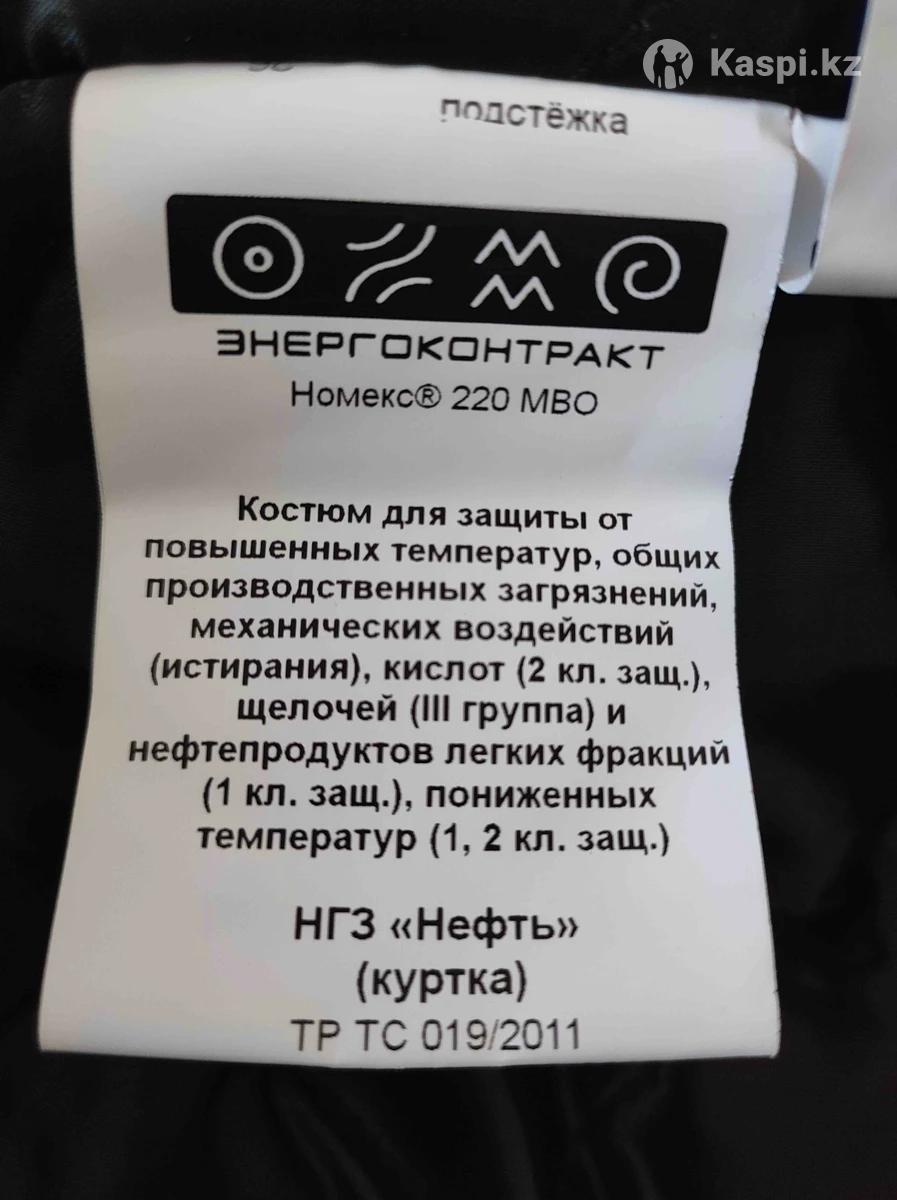 Kaspi.kz
подстёжка
ЭНЕРГОКОНТРАКТ
Номекс® 220 МВО
Костюм для защиты от
повышенных температур, общих
производственных загрязнений,
механических воздействий
(истирания), кислот (2 кл. защ.),
щелочей (III группа) и
нефтепродуктов легких фракций
(1 кл. защ.), пониженных
температур (1, 2 кл. защ.)
НГЗ «Нефть»
(куртка)
ТР ТС 019/2011